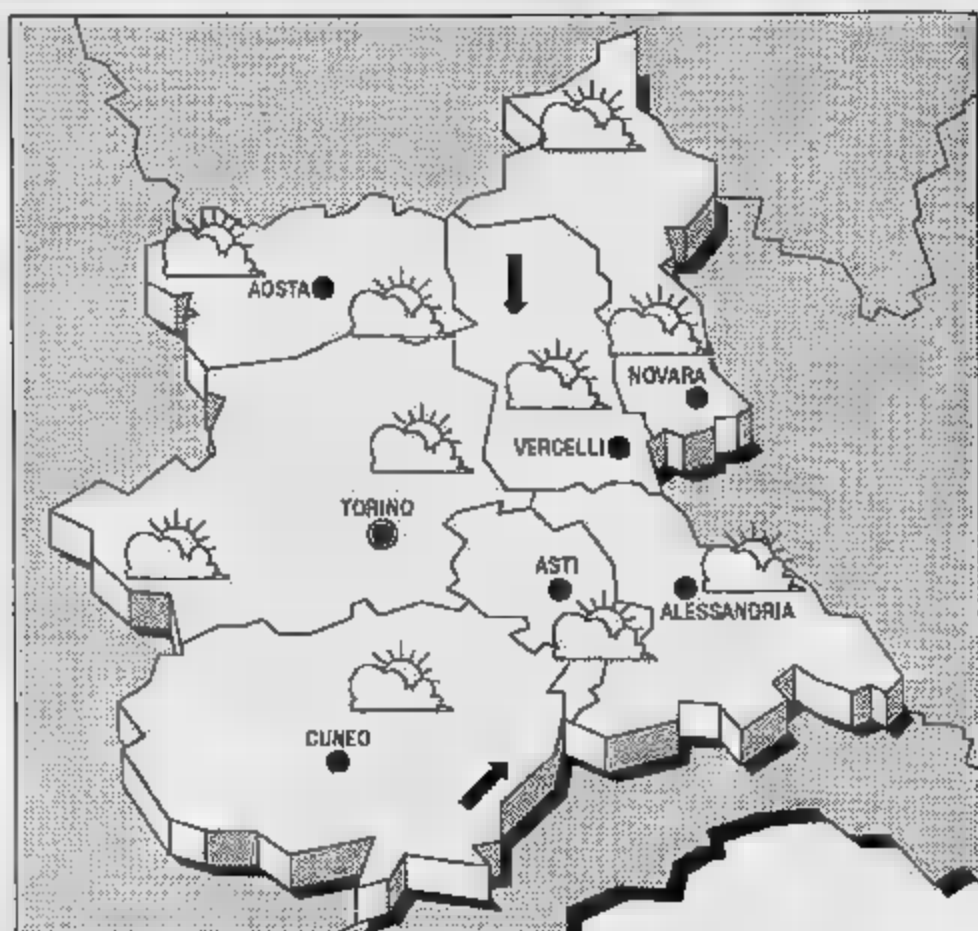 AOSTA
NOVARA
VERCELLI
TORINO
ASTI
ALESSANDRIA
CUNEO